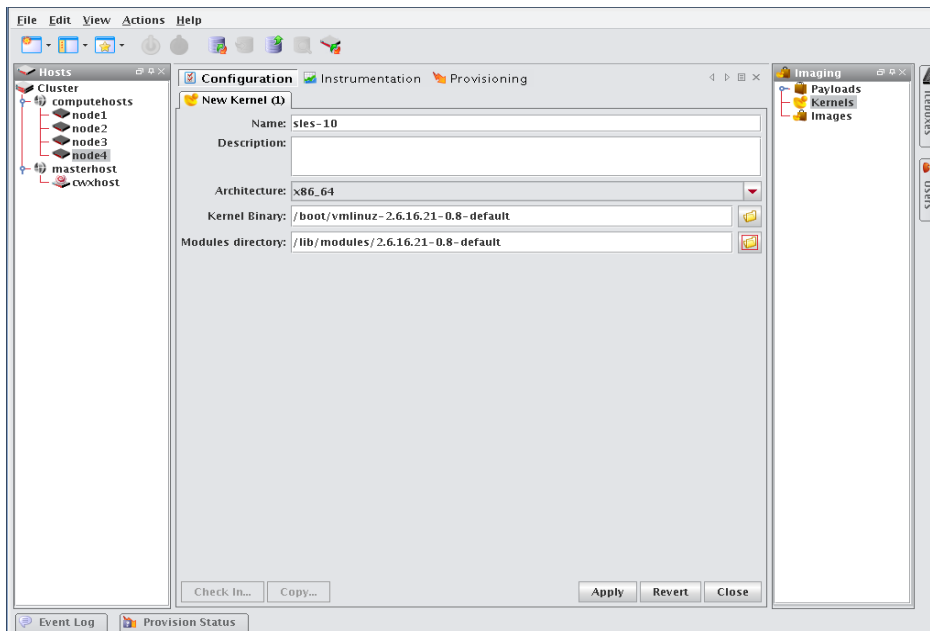 File Edit View Actions Help
Hosts
Cluster
computehosts
node1
node2
node3
node4
masterhost
cwxhost
Configuration Instrumentation Provisioning
New Kernel (1)
Name: sles-10
Description:
Architecture: x86_64
Kernel Binary: /boot/vmlinuz-2.6.16.21-0.8-default
Modules directory: /lib/modules/2.6.16.21-0.8-default
Check In... Copy... Apply Revert Close
Imaging
Payloads
Kernels
Images
Iceboxes
Users
Event Log Provision Status